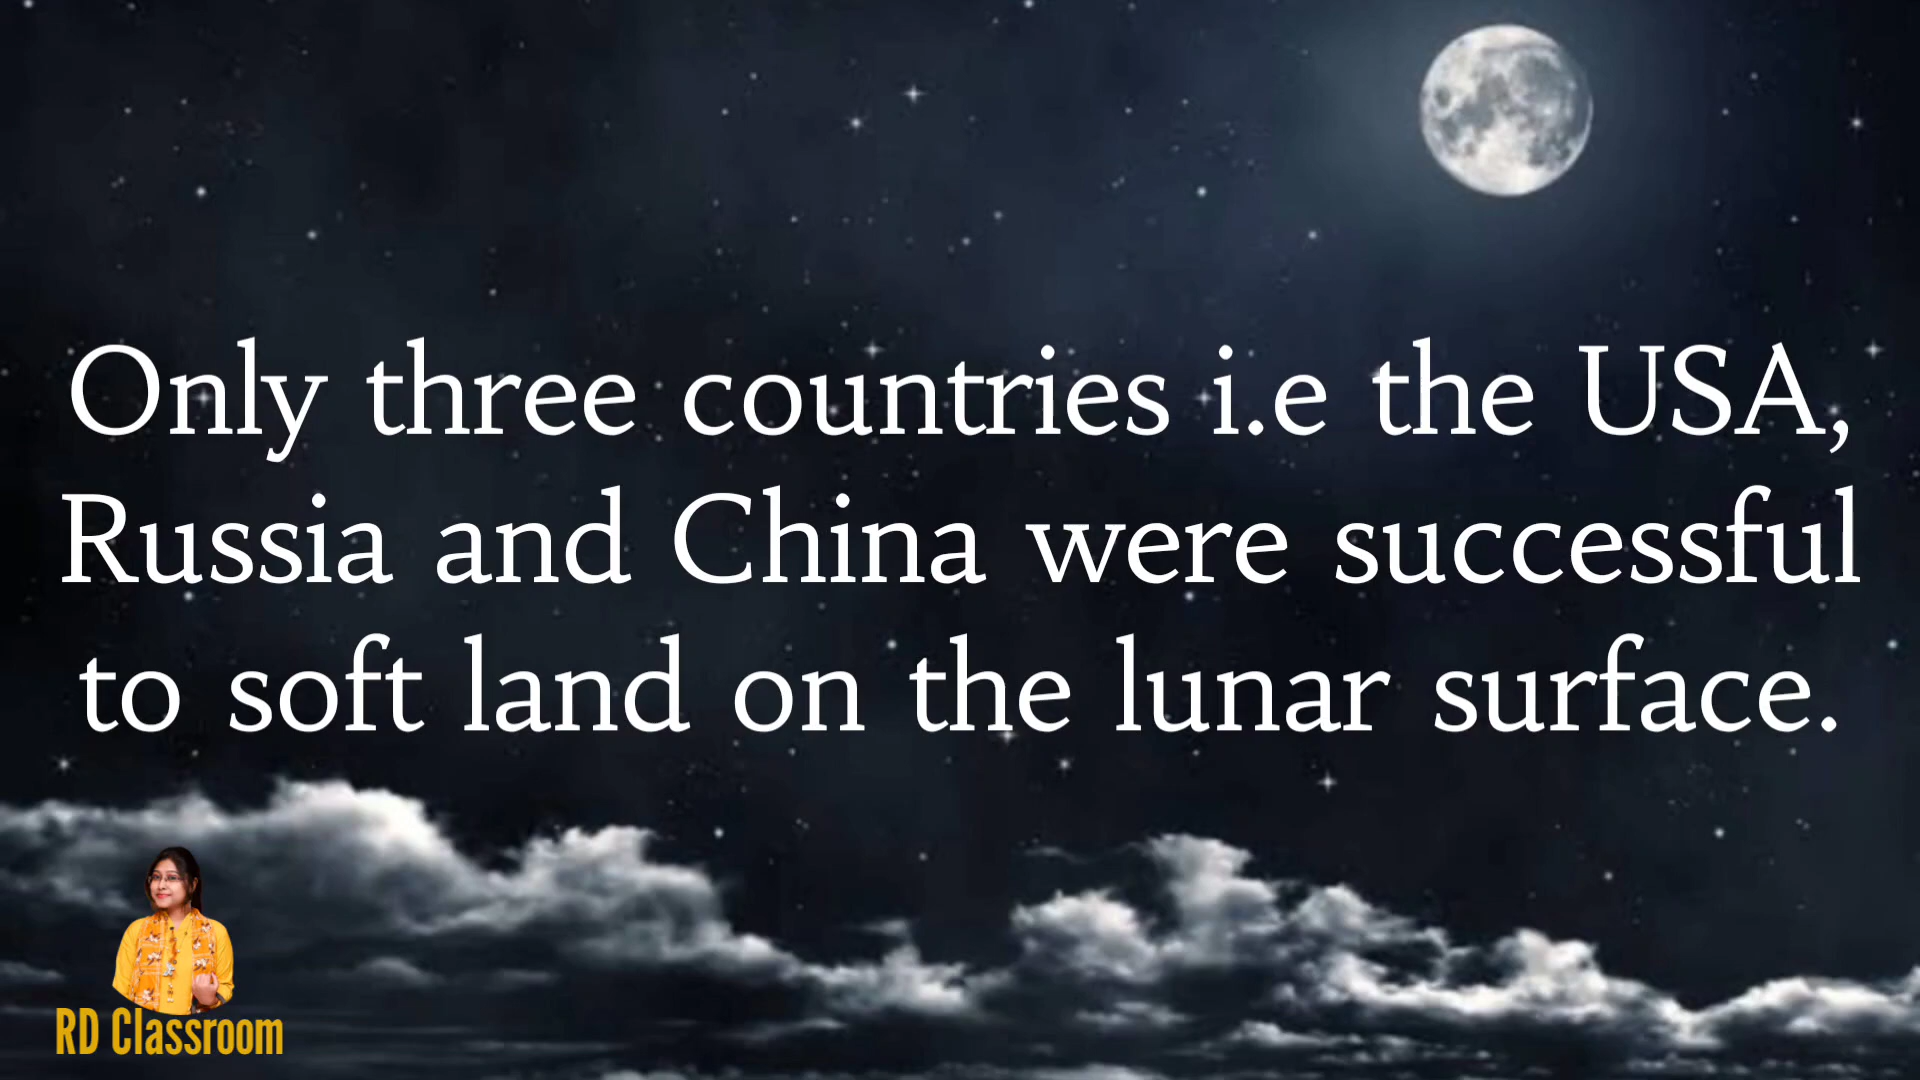 Only three countries i.e the USA,
Russia and China were successful
to soft land on the lunar surface.
RD Classroom